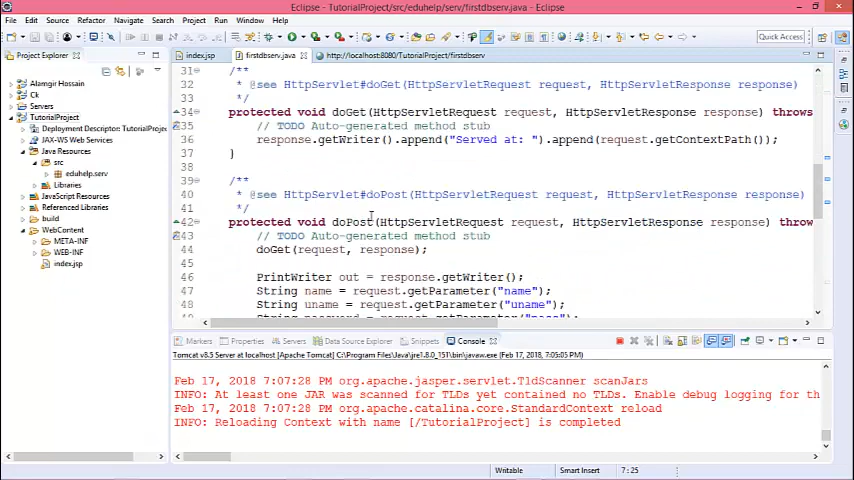 Eclipse - TutorialProject/src/eduhelp/serv/firstdbserv.java - Eclipse
File Edit Source Refactor Navigate Search Project Run Window Help
Quick Access
Project Explorer
index.jsp
firstdbserv.java
http://localhost:8080/TutorialProject/firstdbserv
Alamgir Hossain
Ck
Servers
TutorialProject
Deployment Descriptor: TutorialProje
JAX-WS Web Services
Java Resources
src
eduhelp.serv
Libraries
JavaScript Resources
Referenced Libraries
build
WebContent
META-INF
WEB-INF
index.jsp
31 /**
32 * @see HttpServlet#doGet(HttpServletRequest request, HttpServletResponse response)
33 */
34 protected void doGet(HttpServletRequest request, HttpServletResponse response) throws
35 // TODO Auto-generated method stub
36 response.getWriter().append("Served at: ").append(request.getContextPath());
37 }
38
39 /**
40 * @see HttpServlet#doPost(HttpServletRequest request, HttpServletResponse response)
41 */
42 protected void doPost(HttpServletRequest request, HttpServletResponse response) throw
43 // TODO Auto-generated method stub
44 doGet(request, response);
45
46 PrintWriter out = response.getWriter();
47 String name = request.getParameter("name");
48 String uname = request.getParameter("uname");
Markers Properties Servers Data Source Explorer Snippets Console
Tomcat v8.5 Server at localhost [Apache Tomcat] C:\Program Files\Java\jre1.8.0_151\bin\javaw.exe (Feb 17, 2018, 7:05:05 PM)
Feb 17, 2018 7:07:28 PM org.apache.jasper.servlet.TldScanner scanJars
INFO: At least one JAR was scanned for TLDs yet contained no TLDs. Enable debug logging for th
Feb 17, 2018 7:07:28 PM org.apache.catalina.core.StandardContext reload
INFO: Reloading Context with name [/TutorialProject] is completed
Writable Smart Insert 7 : 25